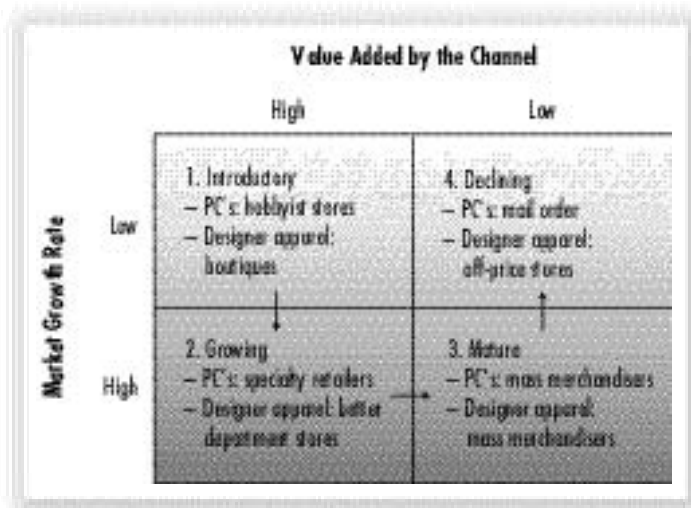 Value Added by the Channel
High
Low
Market Growth Rate
Low
1. Introductory
– PC's: hobbyist stores
– Designer apparel:
boutiques
4. Declining
– PC's: mail order
– Designer apparel:
off-price stores
High
2. Growing
– PC's: specialty retailers
– Designer apparel: better
department stores
3. Mature
– PC's: mass merchandisers
– Designer apparel:
mass merchandisers